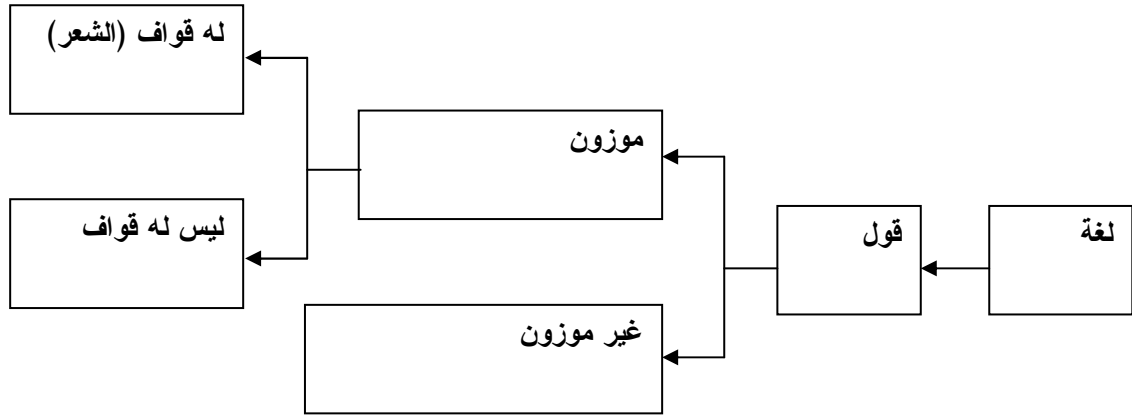 لغة
قول
موزون
غير موزون
له قواف (الشعر)
ليس له قواف